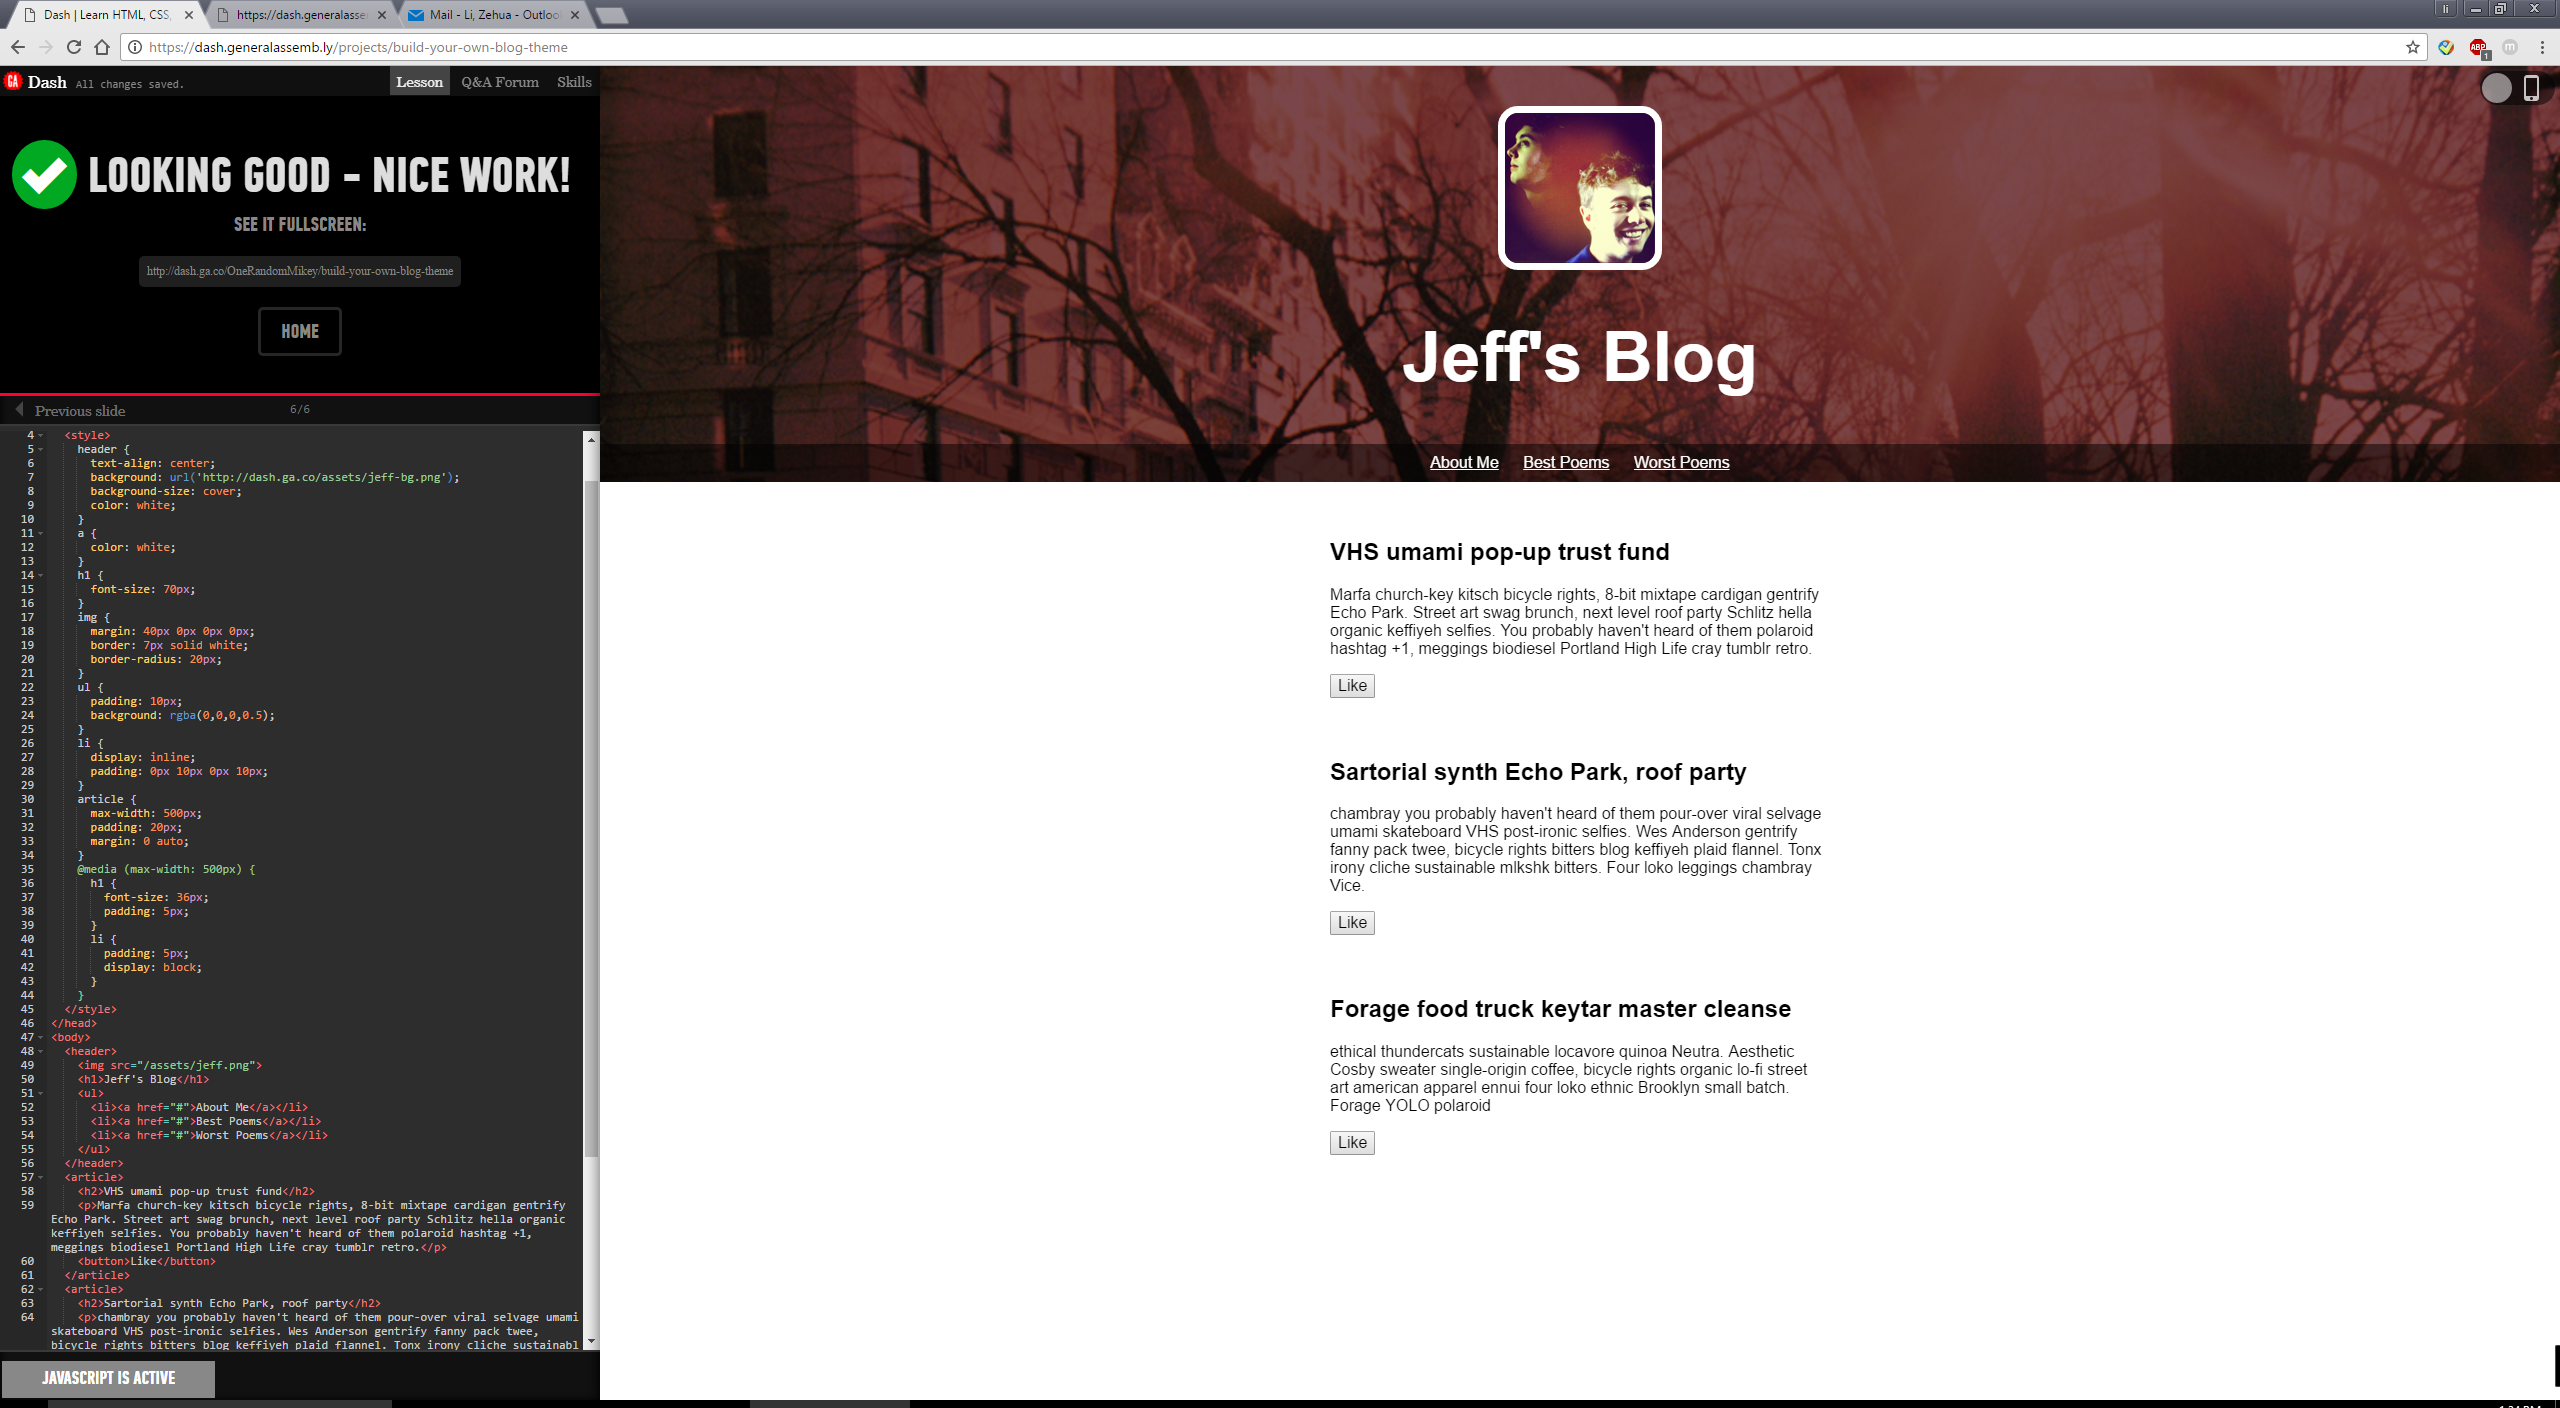 Dash | Learn HTML, CSS,
https://dash.generalasse
Mail - Li, Zehua - Outloo
li
https://dash.generalassemb.ly/projects/build-your-own-blog-theme
ABP
1
m
GA
Dash
All changes saved.
Lesson
Q&A Forum
Skills
LOOKING GOOD - NICE WORK!
SEE IT FULLSCREEN:
http://dash.ga.co/OneRandomMikey/build-your-own-blog-theme
HOME
Previous slide
6/6
4 <style>
5 header {
6 text-align: center;
7 background: url('http://dash.ga.co/assets/jeff-bg.png');
8 background-size: cover;
9 color: white;
10 }
11 a {
12 color: white;
13 }
14 h1 {
15 font-size: 70px;
16 }
17 img {
18 margin: 40px 0px 0px 0px;
19 border: 7px solid white;
20 border-radius: 20px;
21 }
22 ul {
23 padding: 10px;
24 background: rgba(0,0,0,0.5);
25 }
26 li {
27 display: inline;
28 padding: 0px 10px 0px 10px;
29 }
30 article {
31 max-width: 500px;
32 padding: 20px;
33 margin: 0 auto;
34 }
35 @media (max-width: 500px) {
36 h1 {
37 font-size: 36px;
38 padding: 5px;
39 }
40 li {
41 padding: 5px;
42 display: block;
43 }
44 }
45 </style>
46 </head>
47 <body>
48 <header>
49 <img src="/assets/jeff.png">
50 <h1>Jeff's Blog</h1>
51 <ul>
52 <li><a href="#">About Me</a></li>
53 <li><a href="#">Best Poems</a></li>
54 <li><a href="#">Worst Poems</a></li>
55 </ul>
56 </header>
57 <article>
58 <h2>VHS umami pop-up trust fund</h2>
59 <p>Marfa church-key kitsch bicycle rights, 8-bit mixtape cardigan gentrify
Echo Park. Street art swag brunch, next level roof party Schlitz hella organic
keffiyeh selfies. You probably haven't heard of them polaroid hashtag +1,
meggings biodiesel Portland High Life cray tumblr retro.</p>
60 <button>Like</button>
61 </article>
62 <article>
63 <h2>Sartorial synth Echo Park, roof party</h2>
64 <p>chambray you probably haven't heard of them pour-over viral selvage umami
skateboard VHS post-ironic selfies. Wes Anderson gentrify fanny pack twee,
bicycle rights bitters blog keffiyeh plaid flannel. Tonx irony cliche sustainabl
JAVASCRIPT IS ACTIVE
Jeff's Blog
About Me
Best Poems
Worst Poems
VHS umami pop-up trust fund
Marfa church-key kitsch bicycle rights, 8-bit mixtape cardigan gentrify
Echo Park. Street art swag brunch, next level roof party Schlitz hella
organic keffiyeh selfies. You probably haven't heard of them polaroid
hashtag +1, meggings biodiesel Portland High Life cray tumblr retro.
Like
Sartorial synth Echo Park, roof party
chambray you probably haven't heard of them pour-over viral selvage
umami skateboard VHS post-ironic selfies. Wes Anderson gentrify
fanny pack twee, bicycle rights bitters blog keffiyeh plaid flannel. Tonx
irony cliche sustainable mlkshk bitters. Four loko leggings chambray
Vice.
Like
Forage food truck keytar master cleanse
ethical thundercats sustainable locavore quinoa Neutra. Aesthetic
Cosby sweater single-origin coffee, bicycle rights organic lo-fi street
art american apparel ennui four loko ethnic Brooklyn small batch.
Forage YOLO polaroid
Like